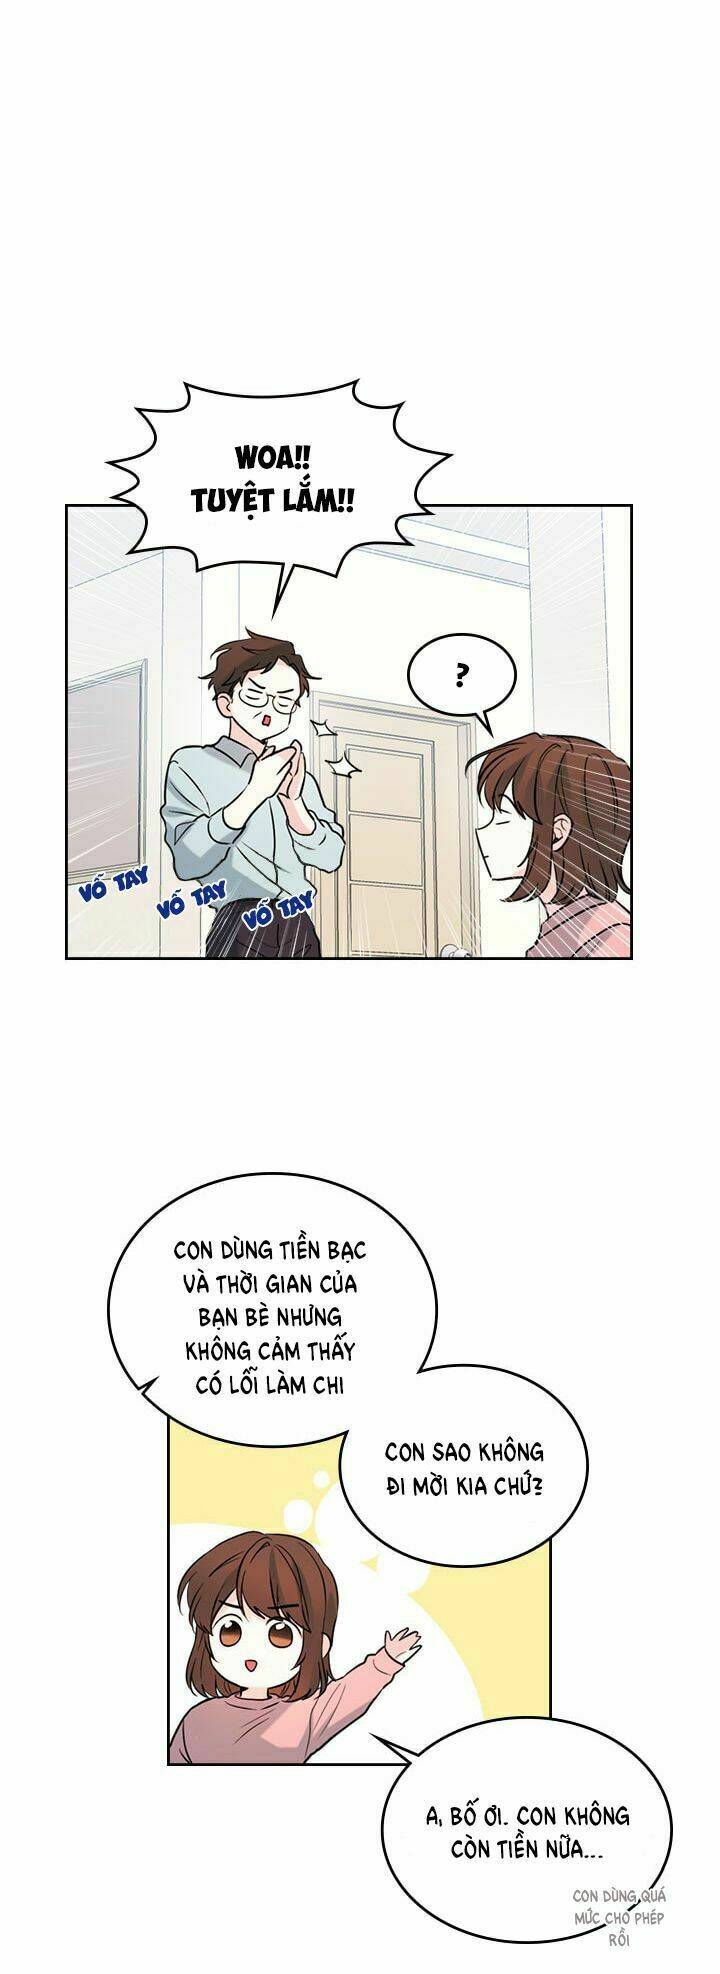 WOA!!
TUYỆT LẮM!!
?
VỖ TAY
VỖ TAY
VỖ TAY
CON DÙNG TIỀN BẠC
VÀ THỜI GIAN CỦA
BẠN BÈ NHƯNG
KHÔNG CẢM THẤY
CÓ LỖI LÀM CHI
CON SAO KHÔNG
ĐI MỜI KIA CHỨ?
A, BỐ ƠI. CON KHÔNG
CÒN TIỀN NỮA...
CON DÙNG QUÁ
MỨC CHO PHÉP
RỒI